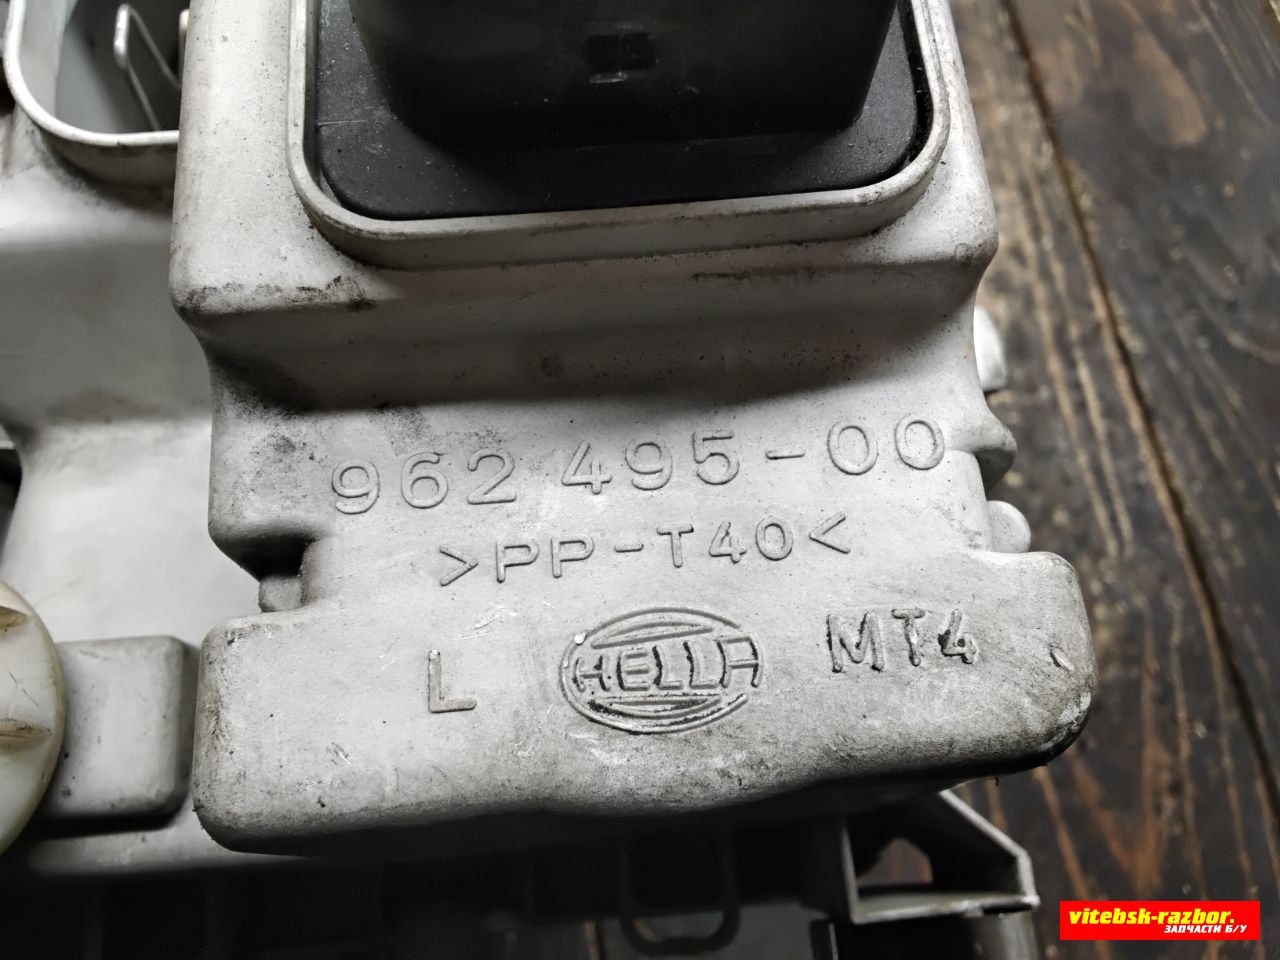 962 495-00
>PP-T40<
L HELLA MT4
vitebsk-razbor.
ЗАПЧАСТИ Б/У